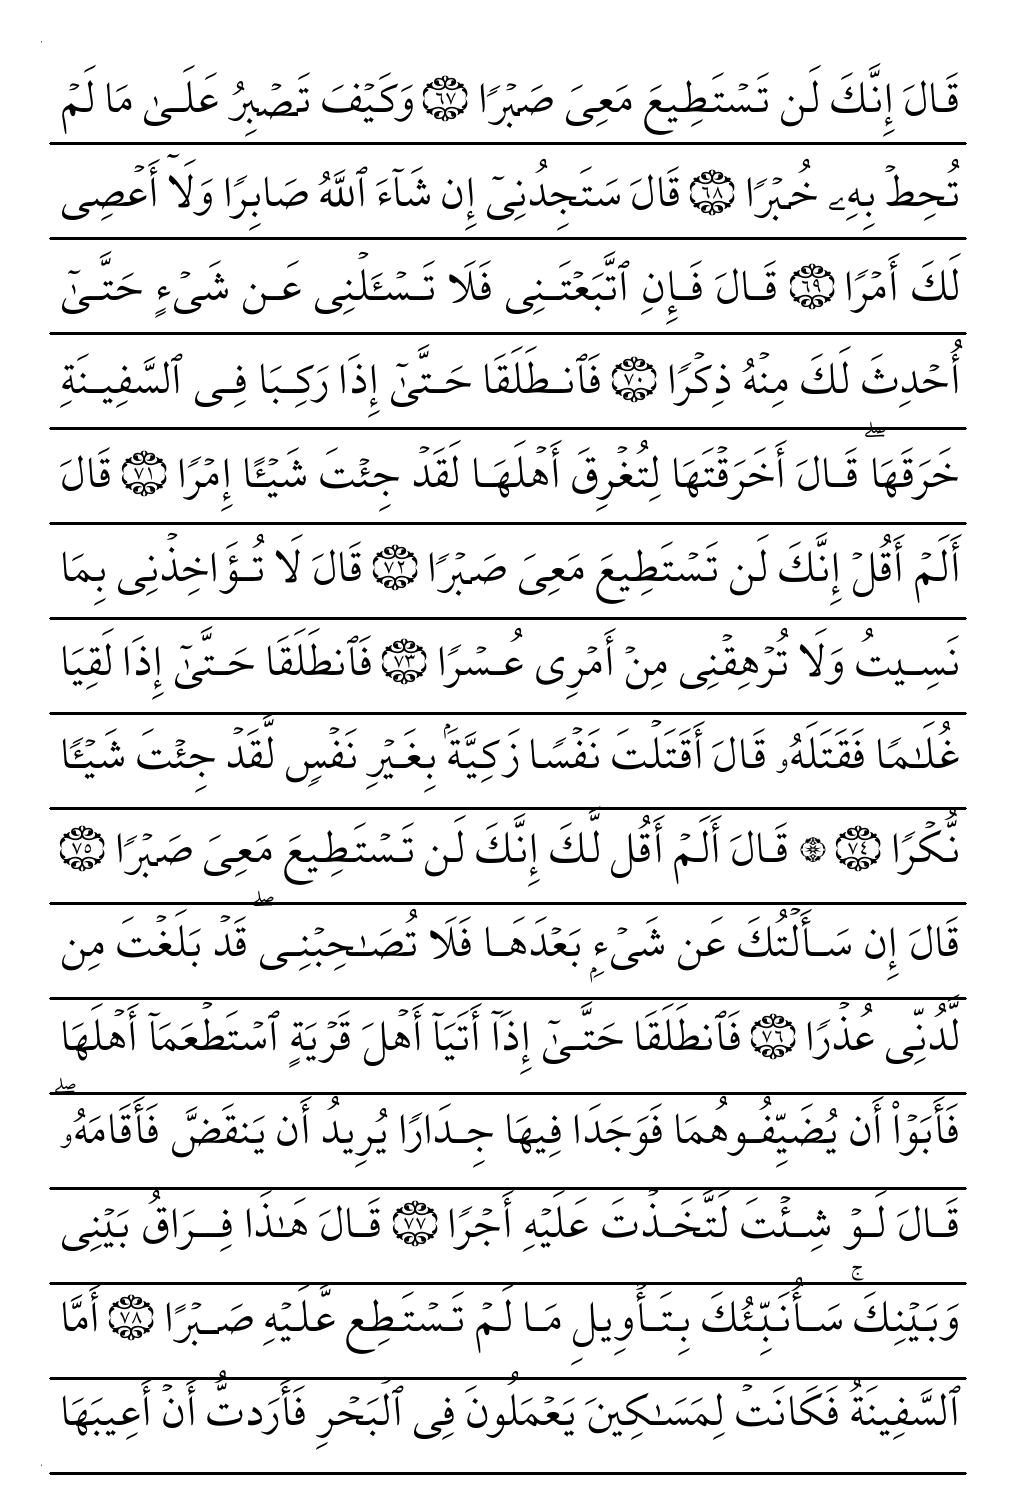 قَالَ إِنَّكَ لَن تَسۡتَطِيعَ مَعِيَ صَبۡرٗا ٦٧ وَكَيۡفَ تَصۡبِرُ عَلَىٰ مَا لَمۡ
تُحِطۡ بِهِۦ خُبۡرٗا ٦٨ قَالَ سَتَجِدُنِيٓ إِن شَآءَ ٱللَّهُ صَابِرٗا وَلَآ أَعۡصِي
لَكَ أَمۡرٗا ٦٩ قَالَ فَإِنِ ٱتَّبَعۡتَنِي فَلَا تَسۡـَٔلۡنِي عَن شَيۡءٍ حَتَّىٰٓ
أُحۡدِثَ لَكَ مِنۡهُ ذِكۡرٗا ٧٠ فَٱنطَلَقَا حَتَّىٰٓ إِذَا رَكِبَا فِي ٱلسَّفِينَةِ
خَرَقَهَاۖ قَالَ أَخَرَقۡتَهَا لِتُغۡرِقَ أَهۡلَهَا لَقَدۡ جِئۡتَ شَيۡـًٔا إِمۡرٗا ٧١ قَالَ
أَلَمۡ أَقُلۡ إِنَّكَ لَن تَسۡتَطِيعَ مَعِيَ صَبۡرٗا ٧٢ قَالَ لَا تُؤَاخِذۡنِي بِمَا
نَسِيتُ وَلَا تُرۡهِقۡنِي مِنۡ أَمۡرِي عُسۡرٗا ٧٣ فَٱنطَلَقَا حَتَّىٰٓ إِذَا لَقِيَا
غُلَٰمٗا فَقَتَلَهُۥ قَالَ أَقَتَلۡتَ نَفۡسٗا زَكِيَّةَۢ بِغَيۡرِ نَفۡسٖ لَّقَدۡ جِئۡتَ شَيۡـٔٗا
نُّكۡرٗا ٧٤ ۞ قَالَ أَلَمۡ أَقُل لَّكَ إِنَّكَ لَن تَسۡتَطِيعَ مَعِيَ صَبۡرٗا ٧٥
قَالَ إِن سَأَلۡتُكَ عَن شَيۡءِۭ بَعۡدَهَا فَلَا تُصَٰحِبۡنِيۖ قَدۡ بَلَغۡتَ مِن
لَّدُنِّي عُذۡرٗا ٧٦ فَٱنطَلَقَا حَتَّىٰٓ إِذَآ أَتَيَآ أَهۡلَ قَرۡيَةٍ ٱسۡتَطۡعَمَآ أَهۡلَهَا
فَأَبَوۡاْ أَن يُضَيِّفُوهُمَا فَوَجَدَا فِيهَا جِدَارٗا يُرِيدُ أَن يَنقَضَّ فَأَقَامَهُۥۖ
قَالَ لَوۡ شِئۡتَ لَتَّخَذۡتَ عَلَيۡهِ أَجۡرٗا ٧٧ قَالَ هَٰذَا فِرَاقُ بَيۡنِي
وَبَيۡنِكَۚ سَأُنَبِّئُكَ بِتَأۡوِيلِ مَا لَمۡ تَسۡتَطِع عَّلَيۡهِ صَبۡرًا ٧٨ أَمَّا
ٱلسَّفِينَةُ فَكَانَتۡ لِمَسَٰكِينَ يَعۡمَلُونَ فِي ٱلۡبَحۡرِ فَأَرَدتُّ أَنۡ أَعِيبَهَا